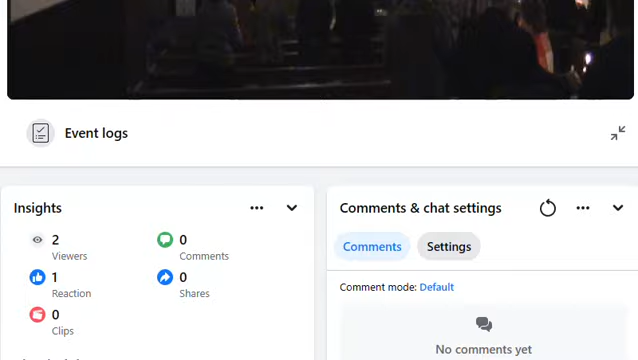 Event logs
Insights
Comments & chat settings
2
Viewers
0
Comments
Comments
Settings
1
Reaction
0
Shares
Comment mode: Default
0
Clips
No comments yet